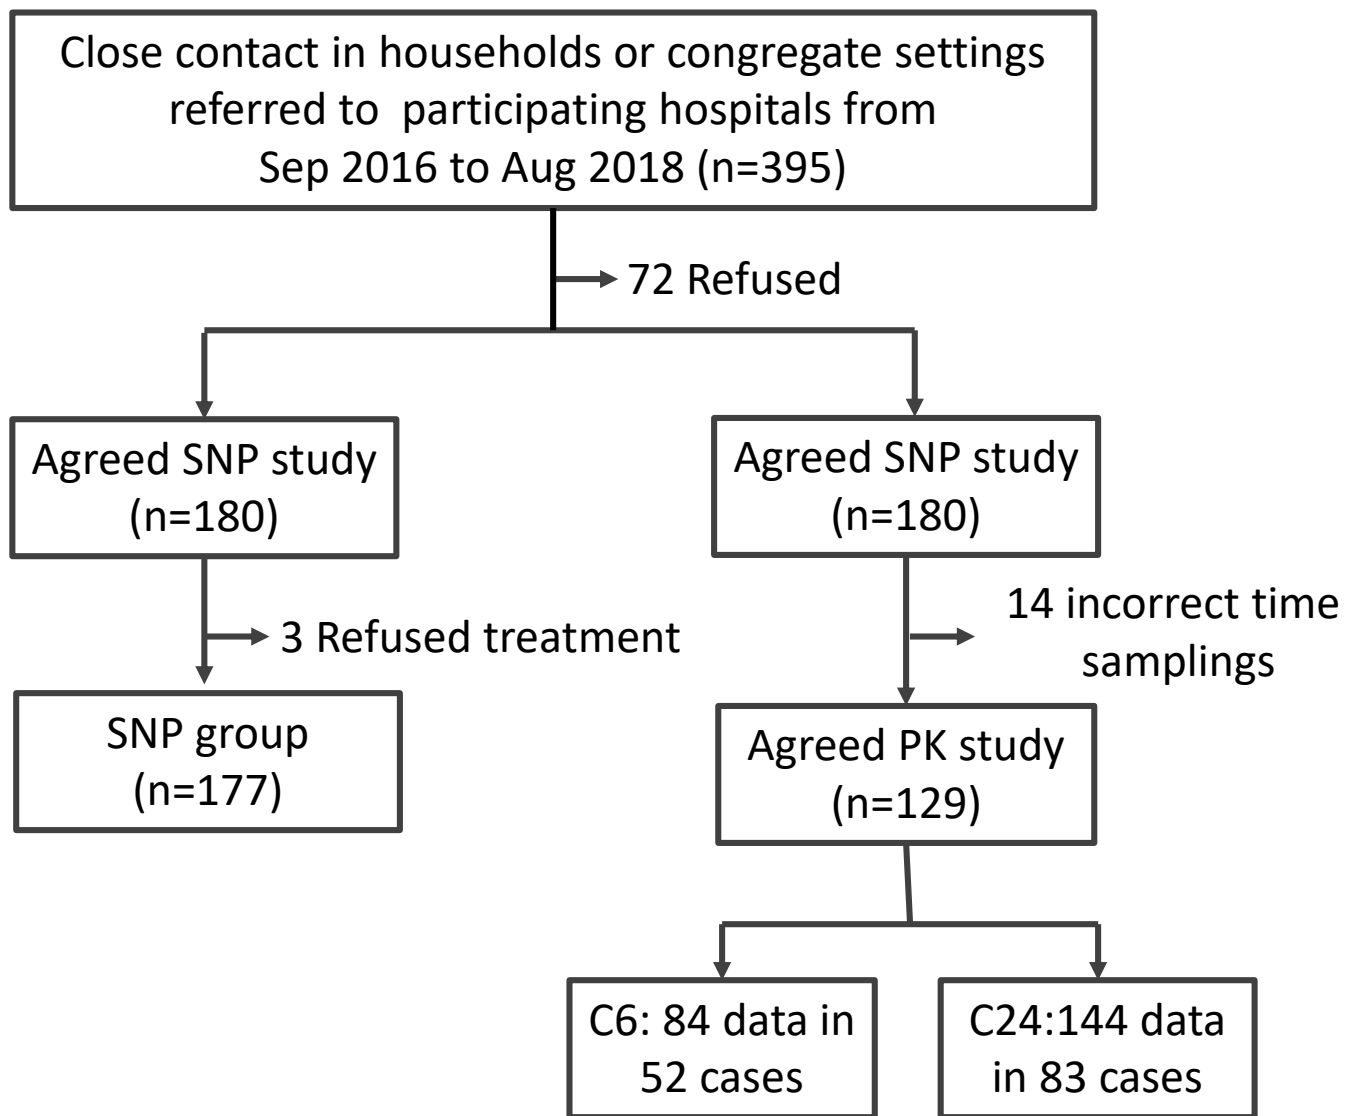 Close contact in households or congregate settings
referred to  participating hospitals from
Sep 2016 to Aug 2018 (n=395)
72 Refused
Agreed SNP study
(n=180)
Agreed SNP study
(n=180)
3 Refused treatment
14 incorrect time
samplings
SNP group
(n=177)
Agreed PK study
(n=129)
C6: 84 data in
52 cases
C24:144 data
in 83 cases